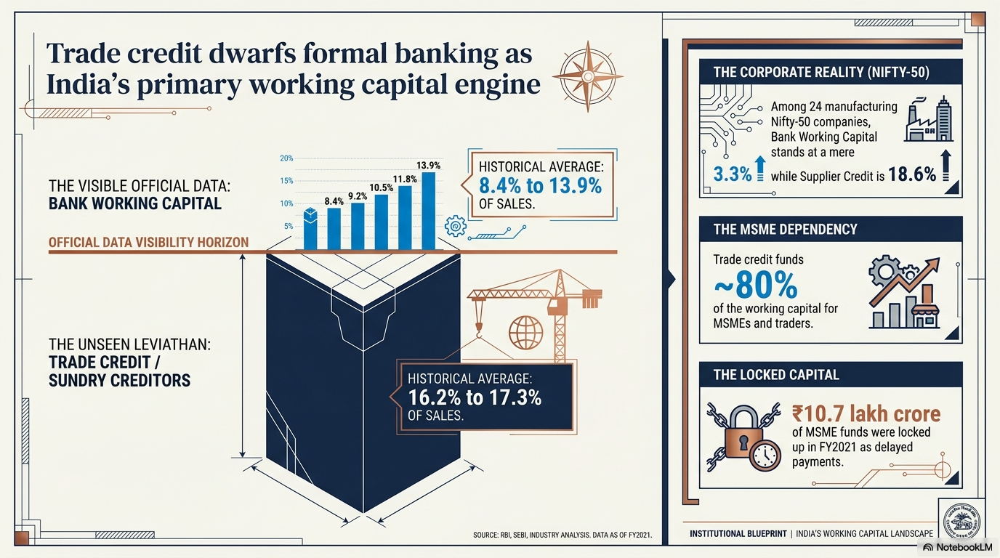 Trade credit dwarfs formal banking as
India's primary working capital engine
THE VISIBLE OFFICIAL DATA:
BANK WORKING CAPITAL
20%
15%
10%
5%
8.4%
9.2%
10.5%
11.8%
13.9%
HISTORICAL AVERAGE:
8.4% to 13.9%
OF SALES.
OFFICIAL DATA VISIBILITY HORIZON
THE UNSEEN LEVIATHAN:
TRADE CREDIT /
SUNDRY CREDITORS
HISTORICAL AVERAGE:
16.2% to 17.3%
OF SALES.
SOURCE: RBI, SEBI, INDUSTRY ANALYSIS. DATA AS OF FY2021.
THE CORPORATE REALITY (NIFTY-50)
Among 24 manufacturing
Nifty-50 companies,
Bank Working Capital
stands at a mere
3.3% while Supplier Credit is 18.6%
THE MSME DEPENDENCY
Trade credit funds
~80%
of the working capital for
MSMEs and traders.
THE LOCKED CAPITAL
₹10.7 lakh crore
of MSME funds were locked
up in FY2021 as delayed
payments.
INSTITUTIONAL BLUEPRINT | INDIA'S WORKING CAPITAL LANDSCAPE
NotebookLM